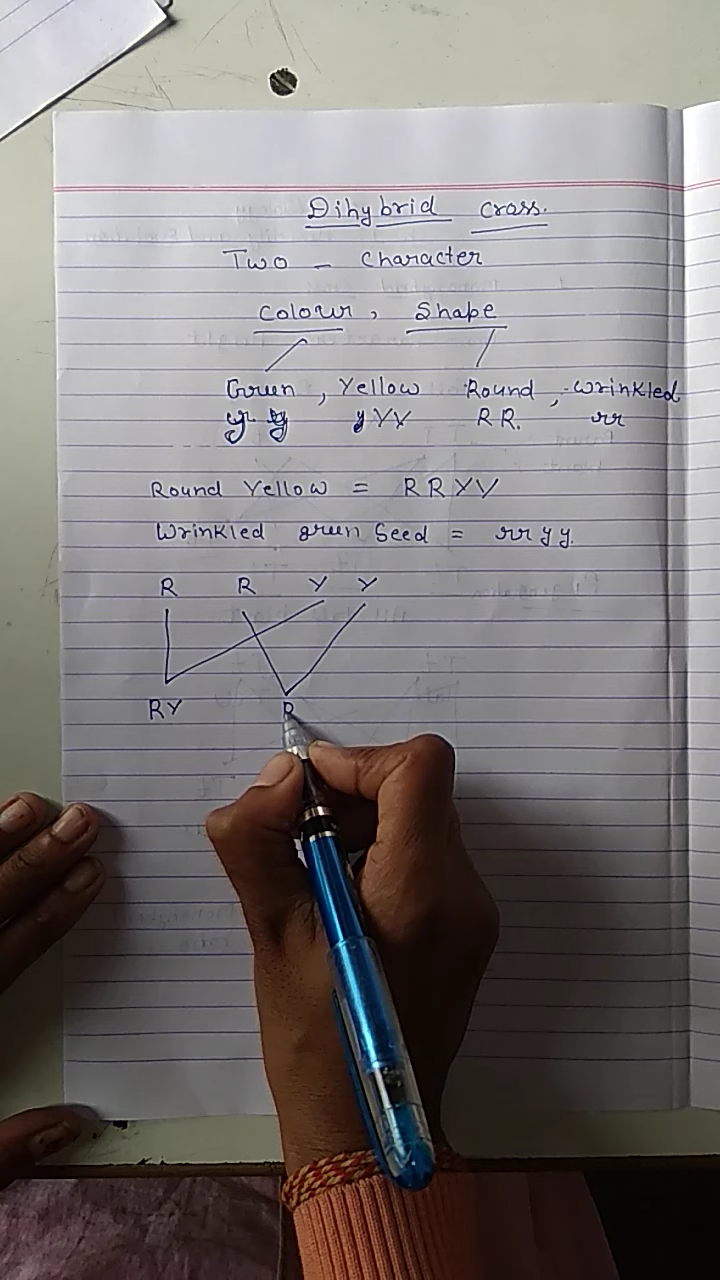 Dihybrid Cross.
Two - Character
Colour, Shape
Green, Yellow Round, Wrinkled
yy YY RR. rr
Round Yellow = RRYY
Wrinkled green Seed = rryy.
R R Y Y
RY R